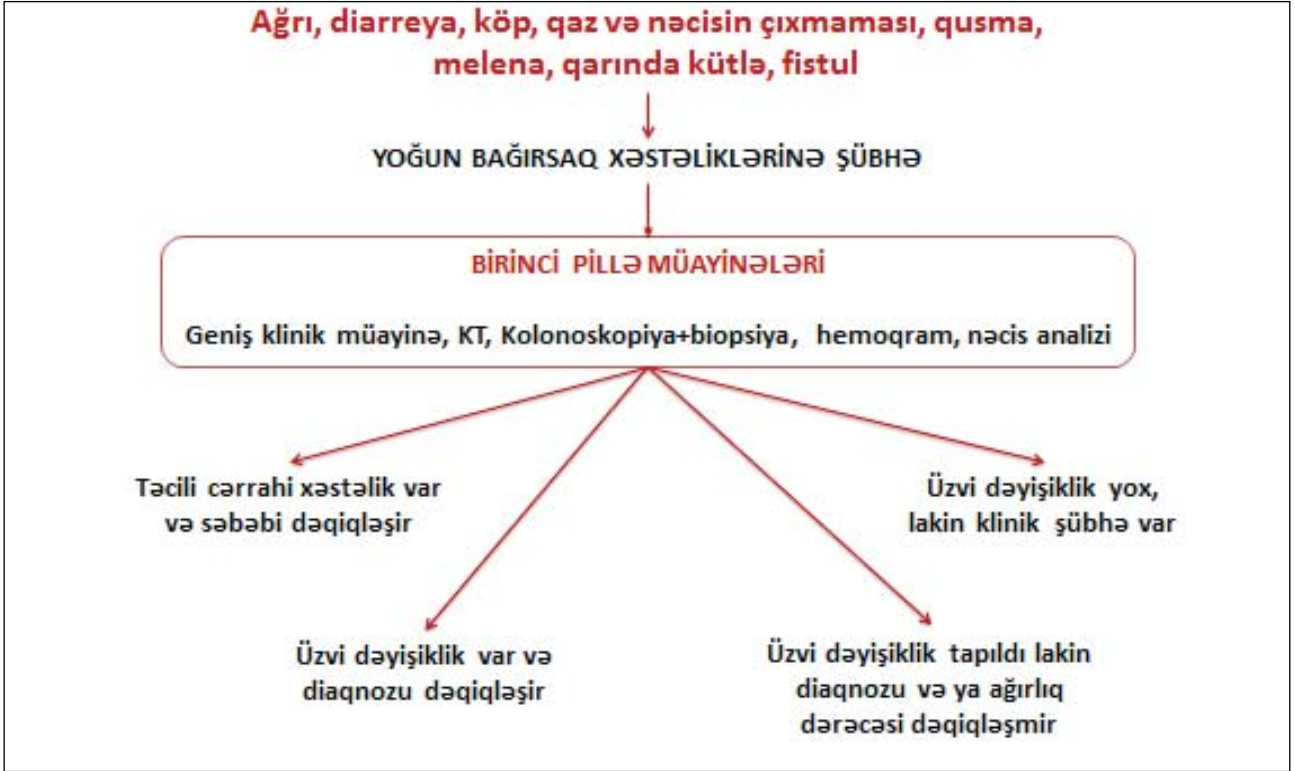 Ağrı, diarreya, köp, qaz və nəcisin çıxmaması, qusma,
melena, qarında kütlə, fistul
YOĞUN BAĞIRSAQ XƏSTƏLİKLƏRİNƏ ŞÜBHƏ
BİRİNCİ PİLLƏ MÜAYİNƏLƏRİ
Geniş klinik müayinə, KT, Kolonoskopiya+biopsiya, hemoqram, nəcis analizi
Təcili cərrahi xəstəlik var
və səbəbi dəqiqləşir
Üzvi dəyişiklik yox,
lakin klinik şübhə var
Üzvi dəyişiklik var və
diaqnozu dəqiqləşir
Üzvi dəyişiklik tapıldı lakin
diaqnozu və ya ağırlıq
dərəcəsi dəqiqləşmir